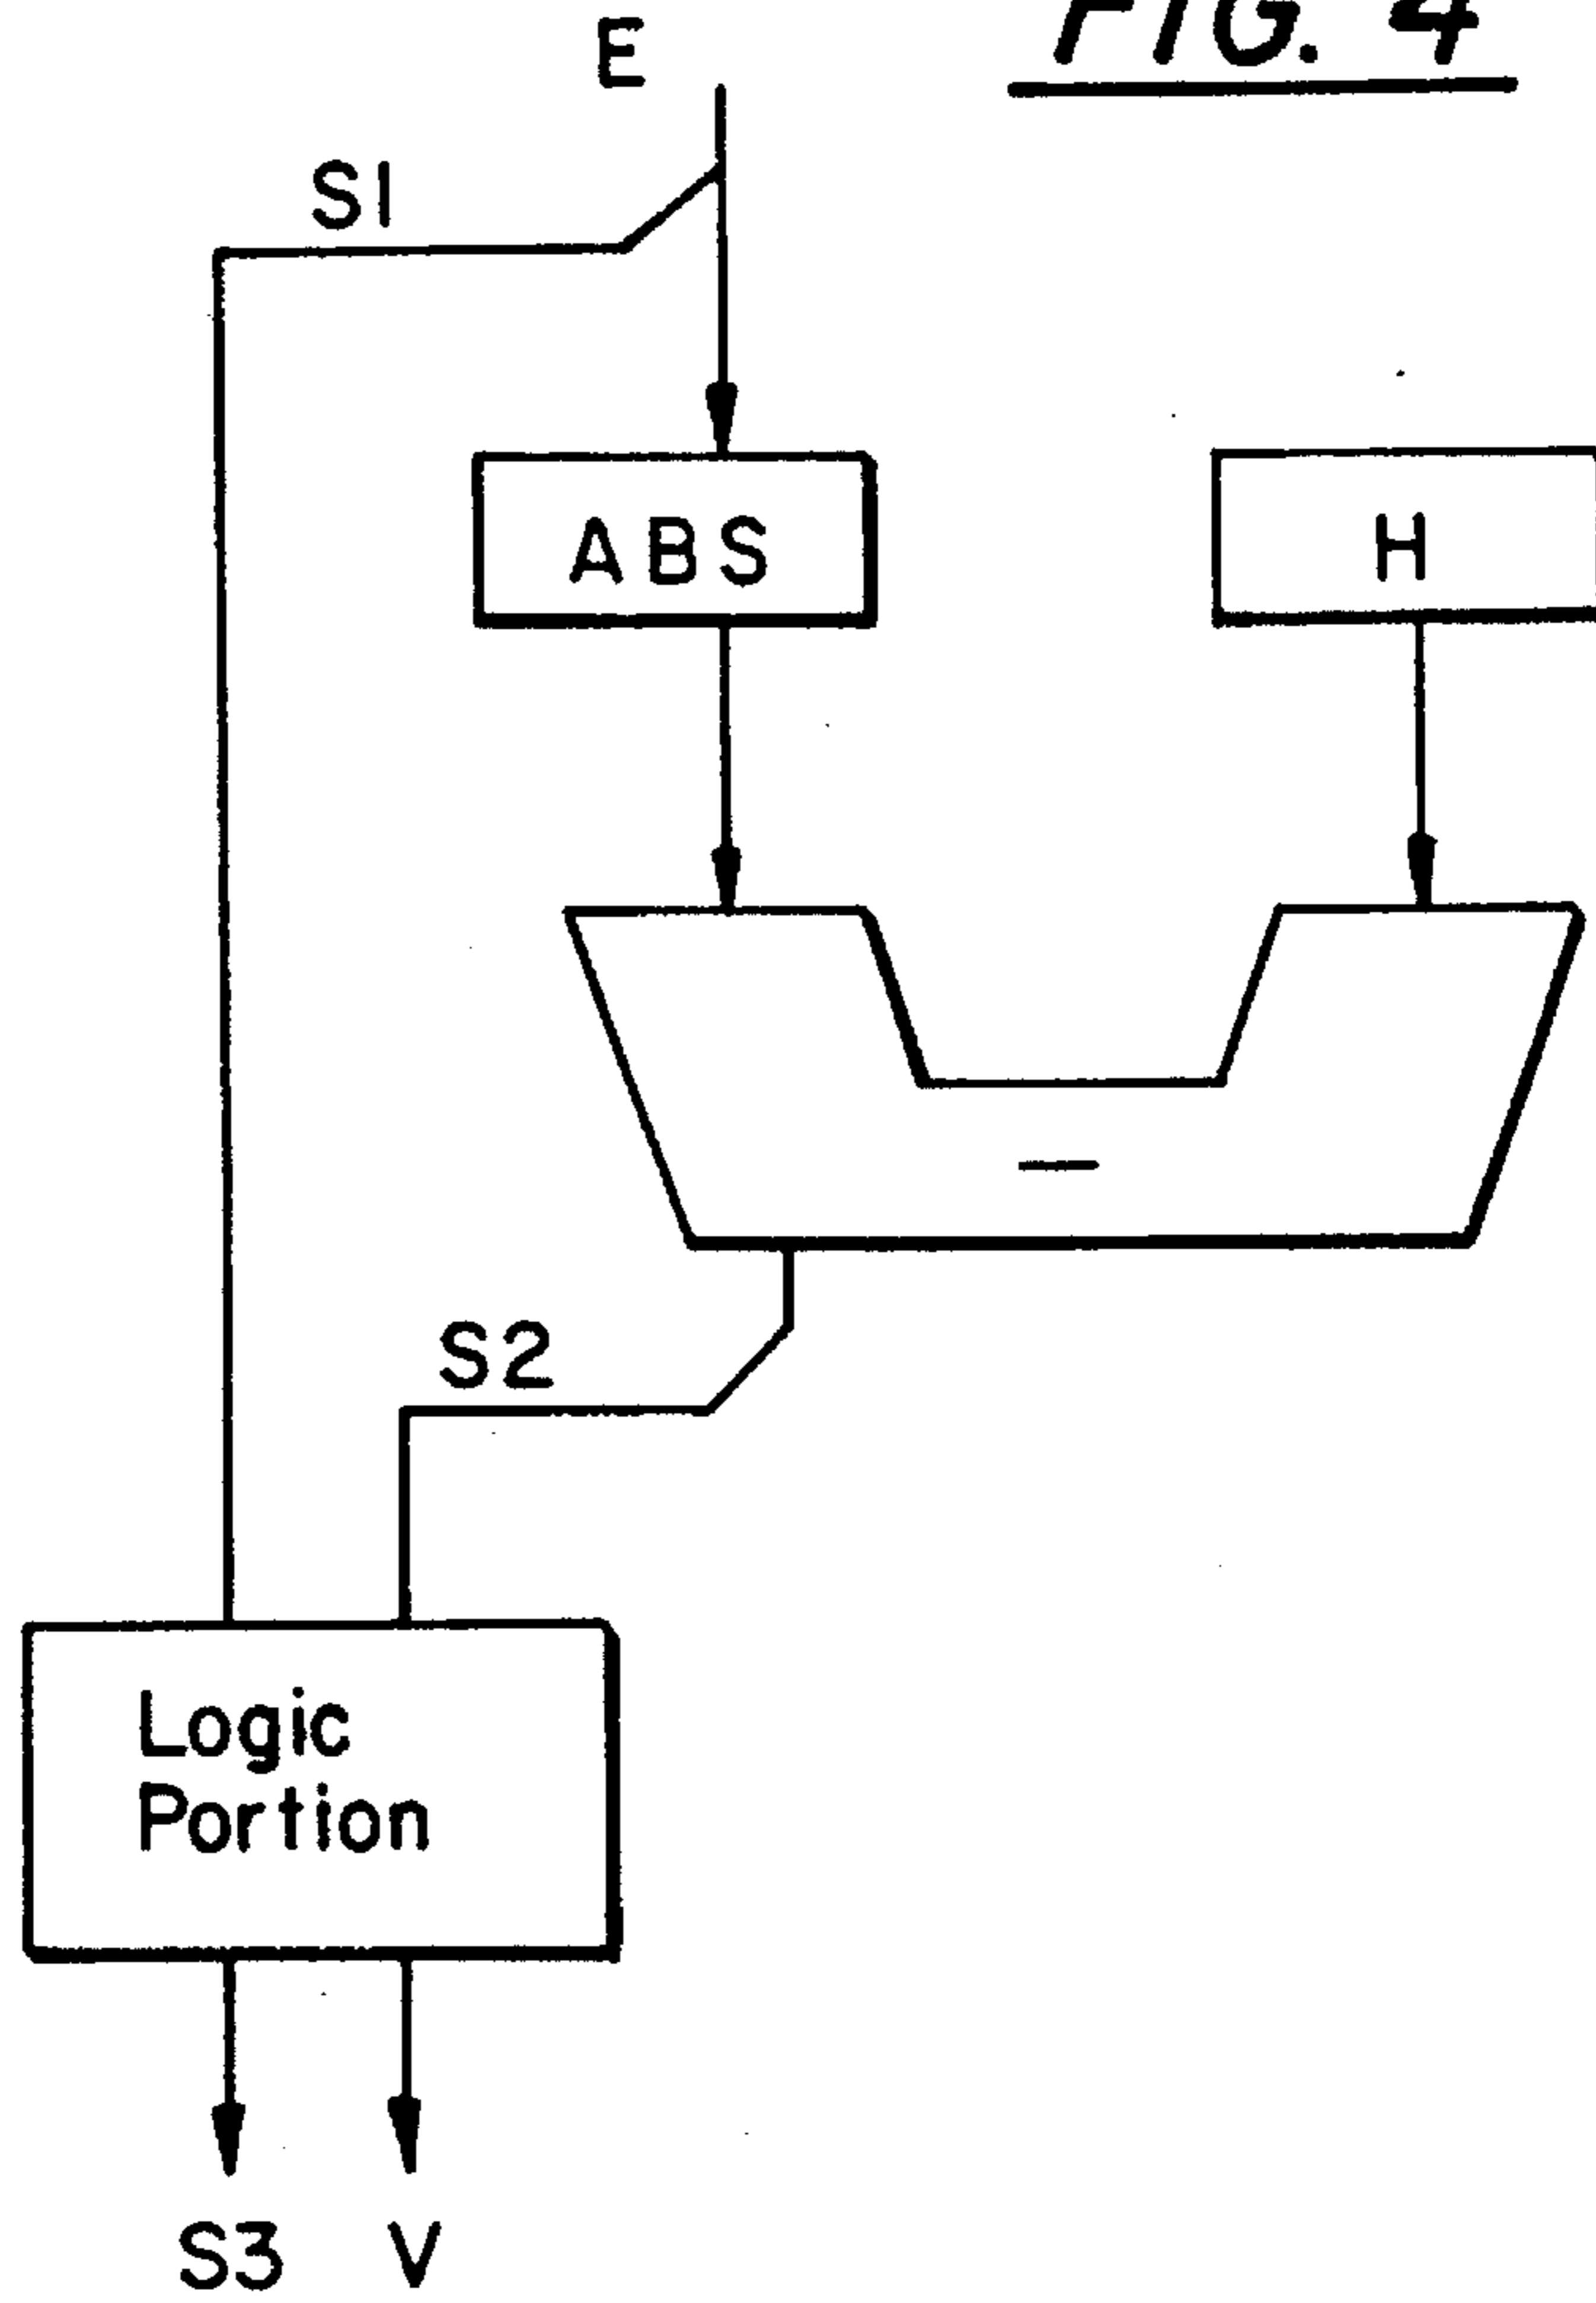 FIG. 4
E
S1
ABS
H
—
S2
Logic
Portion
S3 V